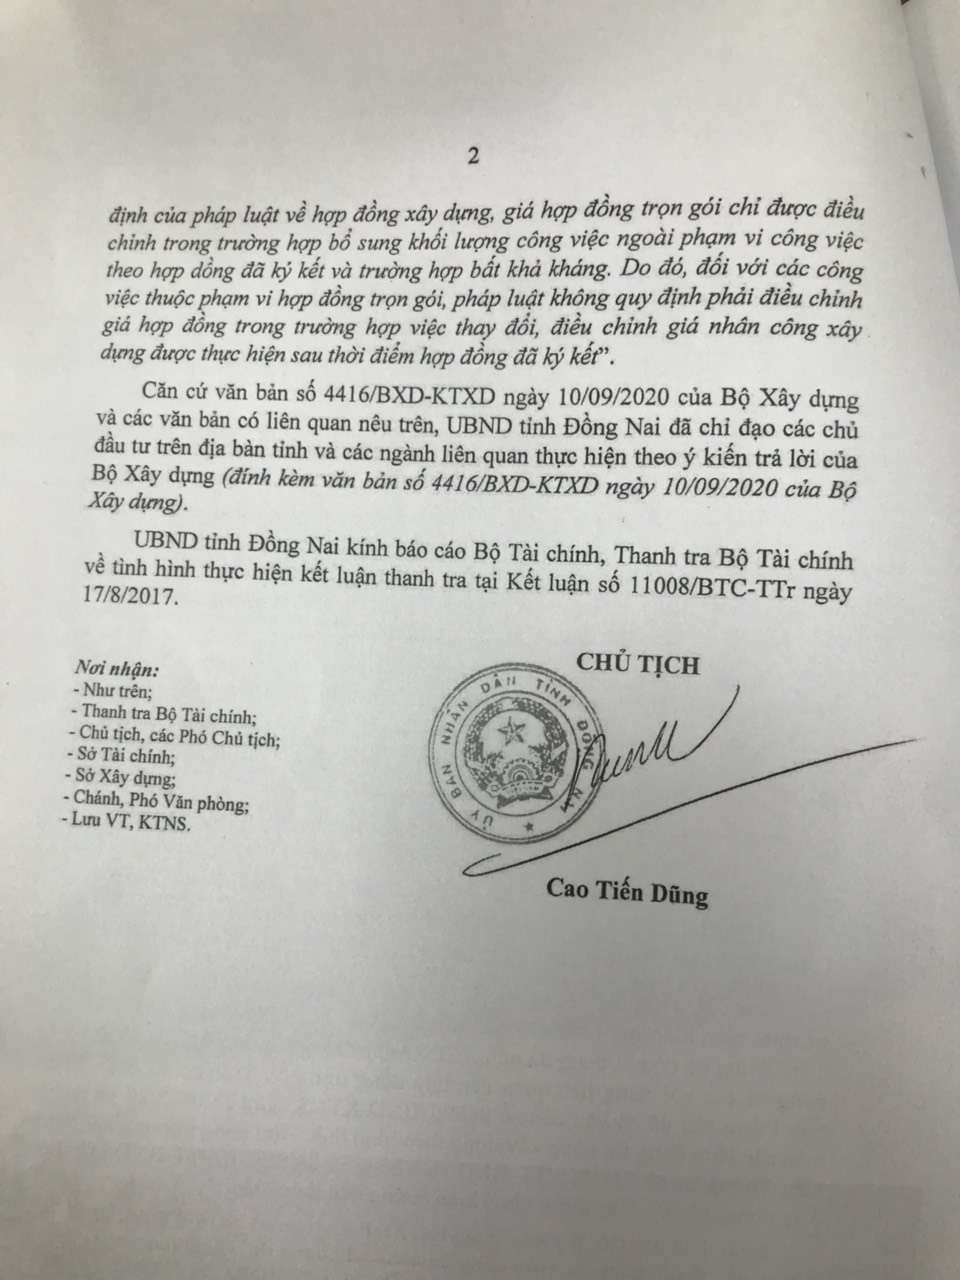 2
định của pháp luật về hợp đồng xây dựng, giá hợp đồng trọn gói chỉ được điều
chỉnh trong trường hợp bổ sung khối lượng công việc ngoài phạm vi công việc
theo hợp dồng đã ký kết và trường hợp bất khả kháng. Do đó, đối với các công
việc thuộc phạm vi hợp đồng trọn gói, pháp luật không quy định phải điều chỉnh
giá hợp đồng trong trường hợp việc thay đổi, điều chỉnh giá nhân công xây
dựng được thực hiện sau thời điểm hợp đồng đã ký kết”.
Căn cứ văn bản số 4416/BXD-KTXD ngày 10/09/2020 của Bộ Xây dựng
và các văn bản có liên quan nêu trên, UBND tỉnh Đồng Nai đã chỉ đạo các chủ
đầu tư trên địa bàn tỉnh và các ngành liên quan thực hiện theo ý kiến trả lời của
Bộ Xây dựng (đính kèm văn bản số 4416/BXD-KTXD ngày 10/09/2020 của Bộ
Xây dựng).
UBND tỉnh Đồng Nai kính báo cáo Bộ Tài chính, Thanh tra Bộ Tài chính
về tình hình thực hiện kết luận thanh tra tại Kết luận số 11008/BTC-TTr ngày
17/8/2017.
Nơi nhận:
- Như trên;
- Thanh tra Bộ Tài chính;
- Chủ tịch, các Phó Chủ tịch;
- Sở Tài chính;
- Sở Xây dựng;
- Chánh, Phó Văn phòng;
- Lưu VT, KTNS.
CHỦ TỊCH
ỦY BAN NHÂN DÂN TỈNH ĐỒNG NAI
Cao Tiến Dũng